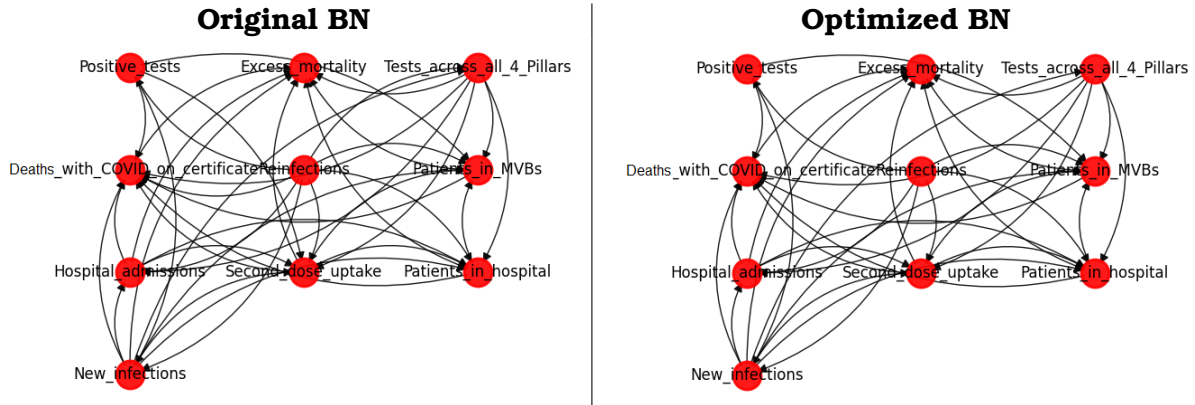 Original BN
Optimized BN
Positive_tests
Excess_mortality
Tests_across_all_4_Pillars
Deaths_with_COVID_on_certificate
Reinfections
Patients_in_MVBs
Hospital_admissions
Second_dose_uptake
Patients_in_hospital
New_infections
Positive_tests
Excess_mortality
Tests_across_all_4_Pillars
Deaths_with_COVID_on_certificate
Reinfections
Patients_in_MVBs
Hospital_admissions
Second_dose_uptake
Patients_in_hospital
New_infections